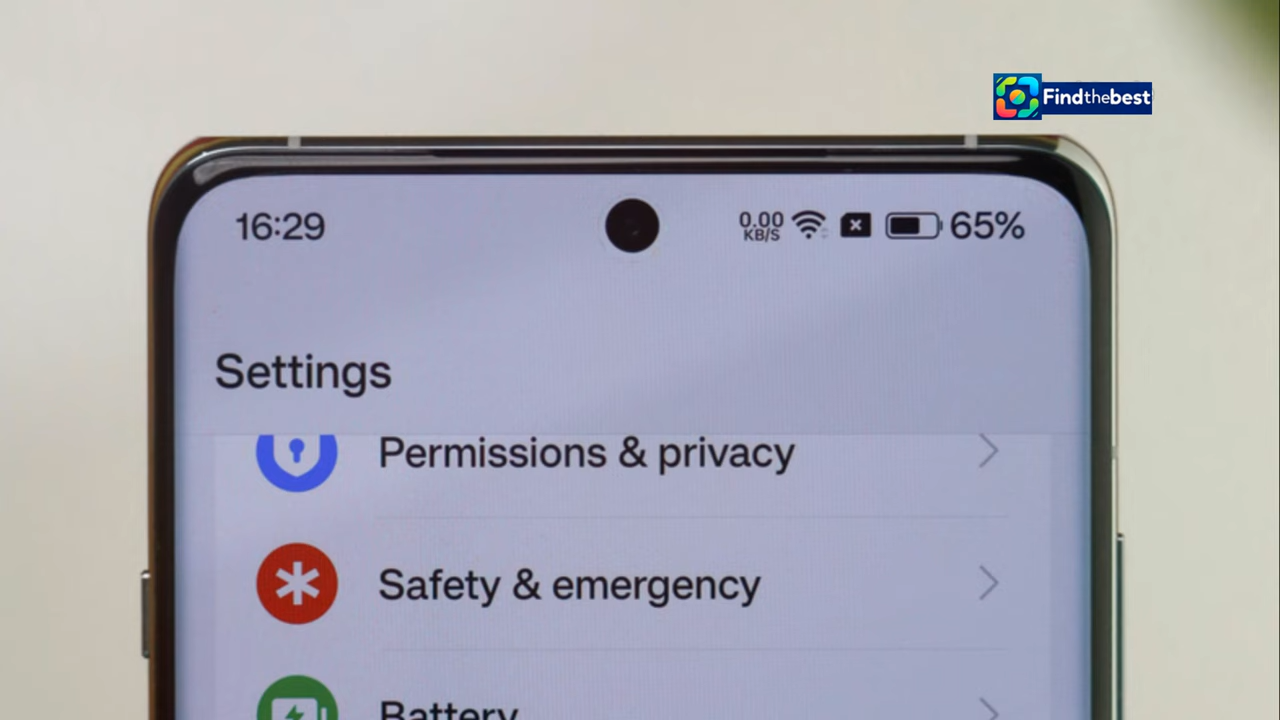 Findthebest
16:29
0.00
KB/S
65%
Settings
Permissions & privacy
Safety & emergency
Battery